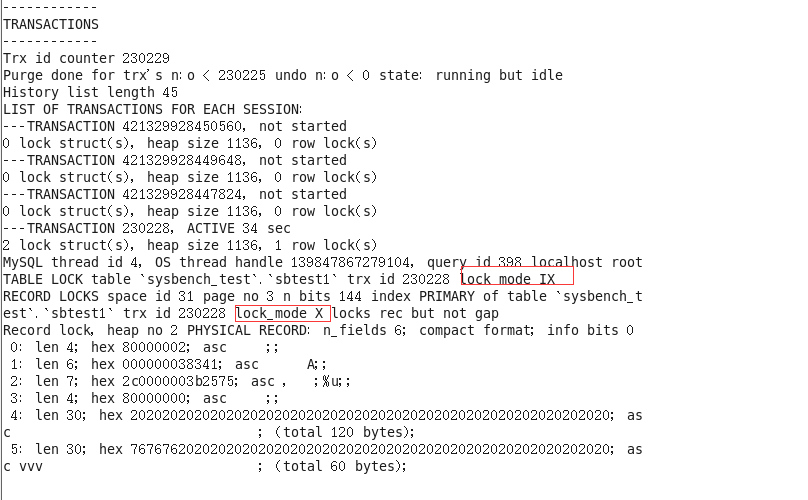 ------------
TRANSACTIONS
------------
Trx id counter 230229
Purge done for trx's n:o < 230225 undo n:o < 0 state: running but idle
History list length 45
LIST OF TRANSACTIONS FOR EACH SESSION:
---TRANSACTION 421329928450560, not started
0 lock struct(s), heap size 1136, 0 row lock(s)
---TRANSACTION 421329928449648, not started
0 lock struct(s), heap size 1136, 0 row lock(s)
---TRANSACTION 421329928447824, not started
0 lock struct(s), heap size 1136, 0 row lock(s)
---TRANSACTION 230228, ACTIVE 34 sec
2 lock struct(s), heap size 1136, 1 row lock(s)
MySQL thread id 4, OS thread handle 139847867279104, query id 398 localhost root
TABLE LOCK table `sysbench_test`.`sbtest1` trx id 230228 lock mode IX
RECORD LOCKS space id 31 page no 3 n bits 144 index PRIMARY of table `sysbench_t
est`.`sbtest1` trx id 230228 lock_mode X locks rec but not gap
Record lock, heap no 2 PHYSICAL RECORD: n_fields 6; compact format; info bits 0
 0: len 4; hex 80000002; asc     ;;
 1: len 6; hex 000000038341; asc      A;;
 2: len 7; hex 2c0000003b2575; asc ,   ;%u;;
 3: len 4; hex 80000000; asc     ;;
 4: len 30; hex 202020202020202020202020202020202020202020202020202020202020; as
c                               ; (total 120 bytes);
 5: len 30; hex 767676202020202020202020202020202020202020202020202020202020; as
c vvv                           ; (total 60 bytes);